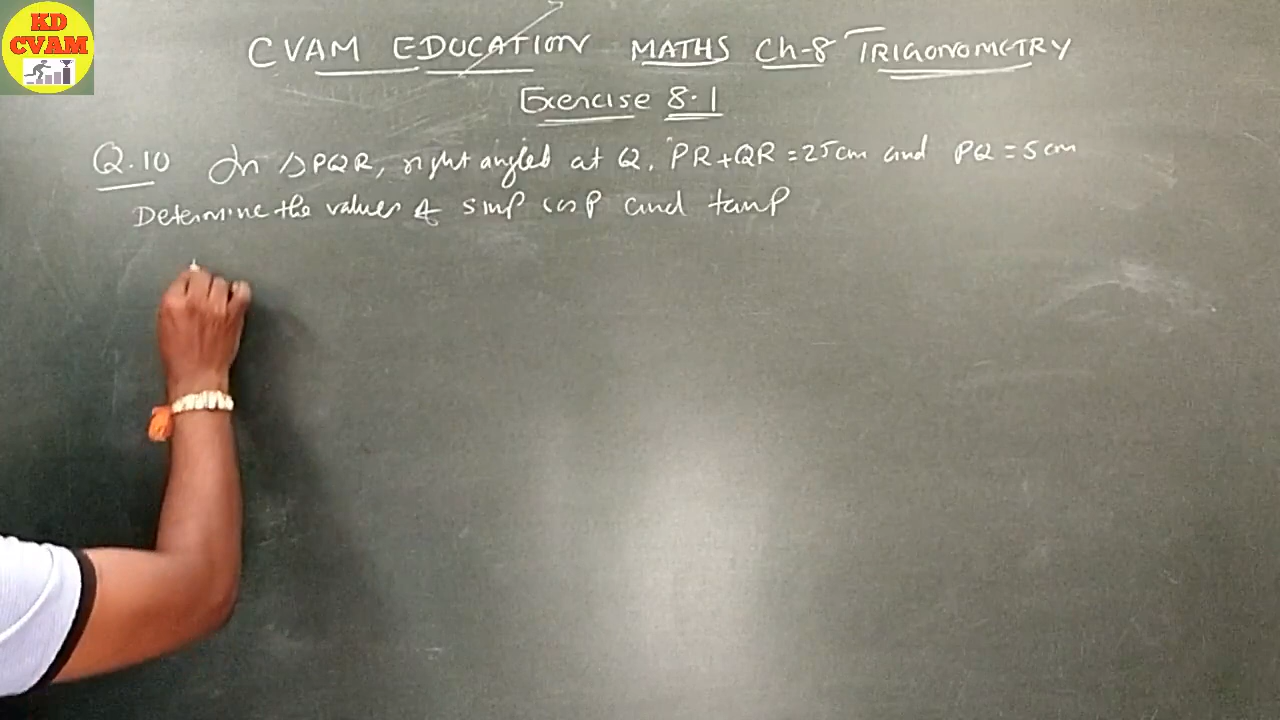 KD
CVAM
CVAM EDUCATION MATHS Ch-8 TRIGONOMETRY
Exercise 8.1
Q.10 In △PQR, right angled at Q, PR+QR=25cm and PQ=5cm
Determine the values of sinP cosP and tanP